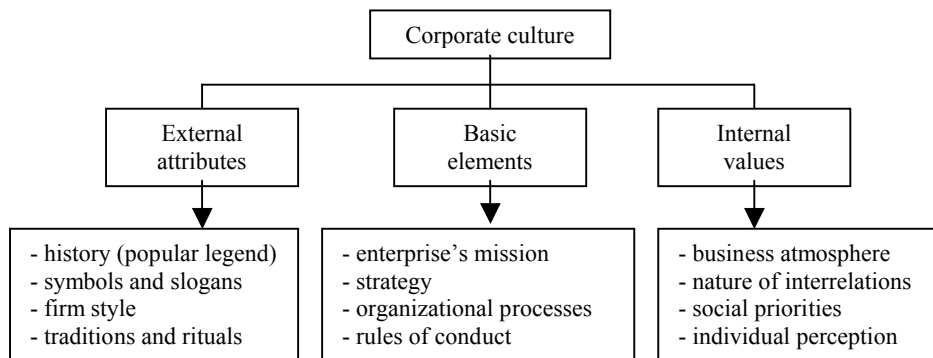 Corporate culture
External
attributes
Basic
elements
Internal
values
- history (popular legend)
- symbols and slogans
- firm style
- traditions and rituals
- enterprise’s mission
- strategy
- organizational processes
- rules of conduct
- business atmosphere
- nature of interrelations
- social priorities
- individual perception